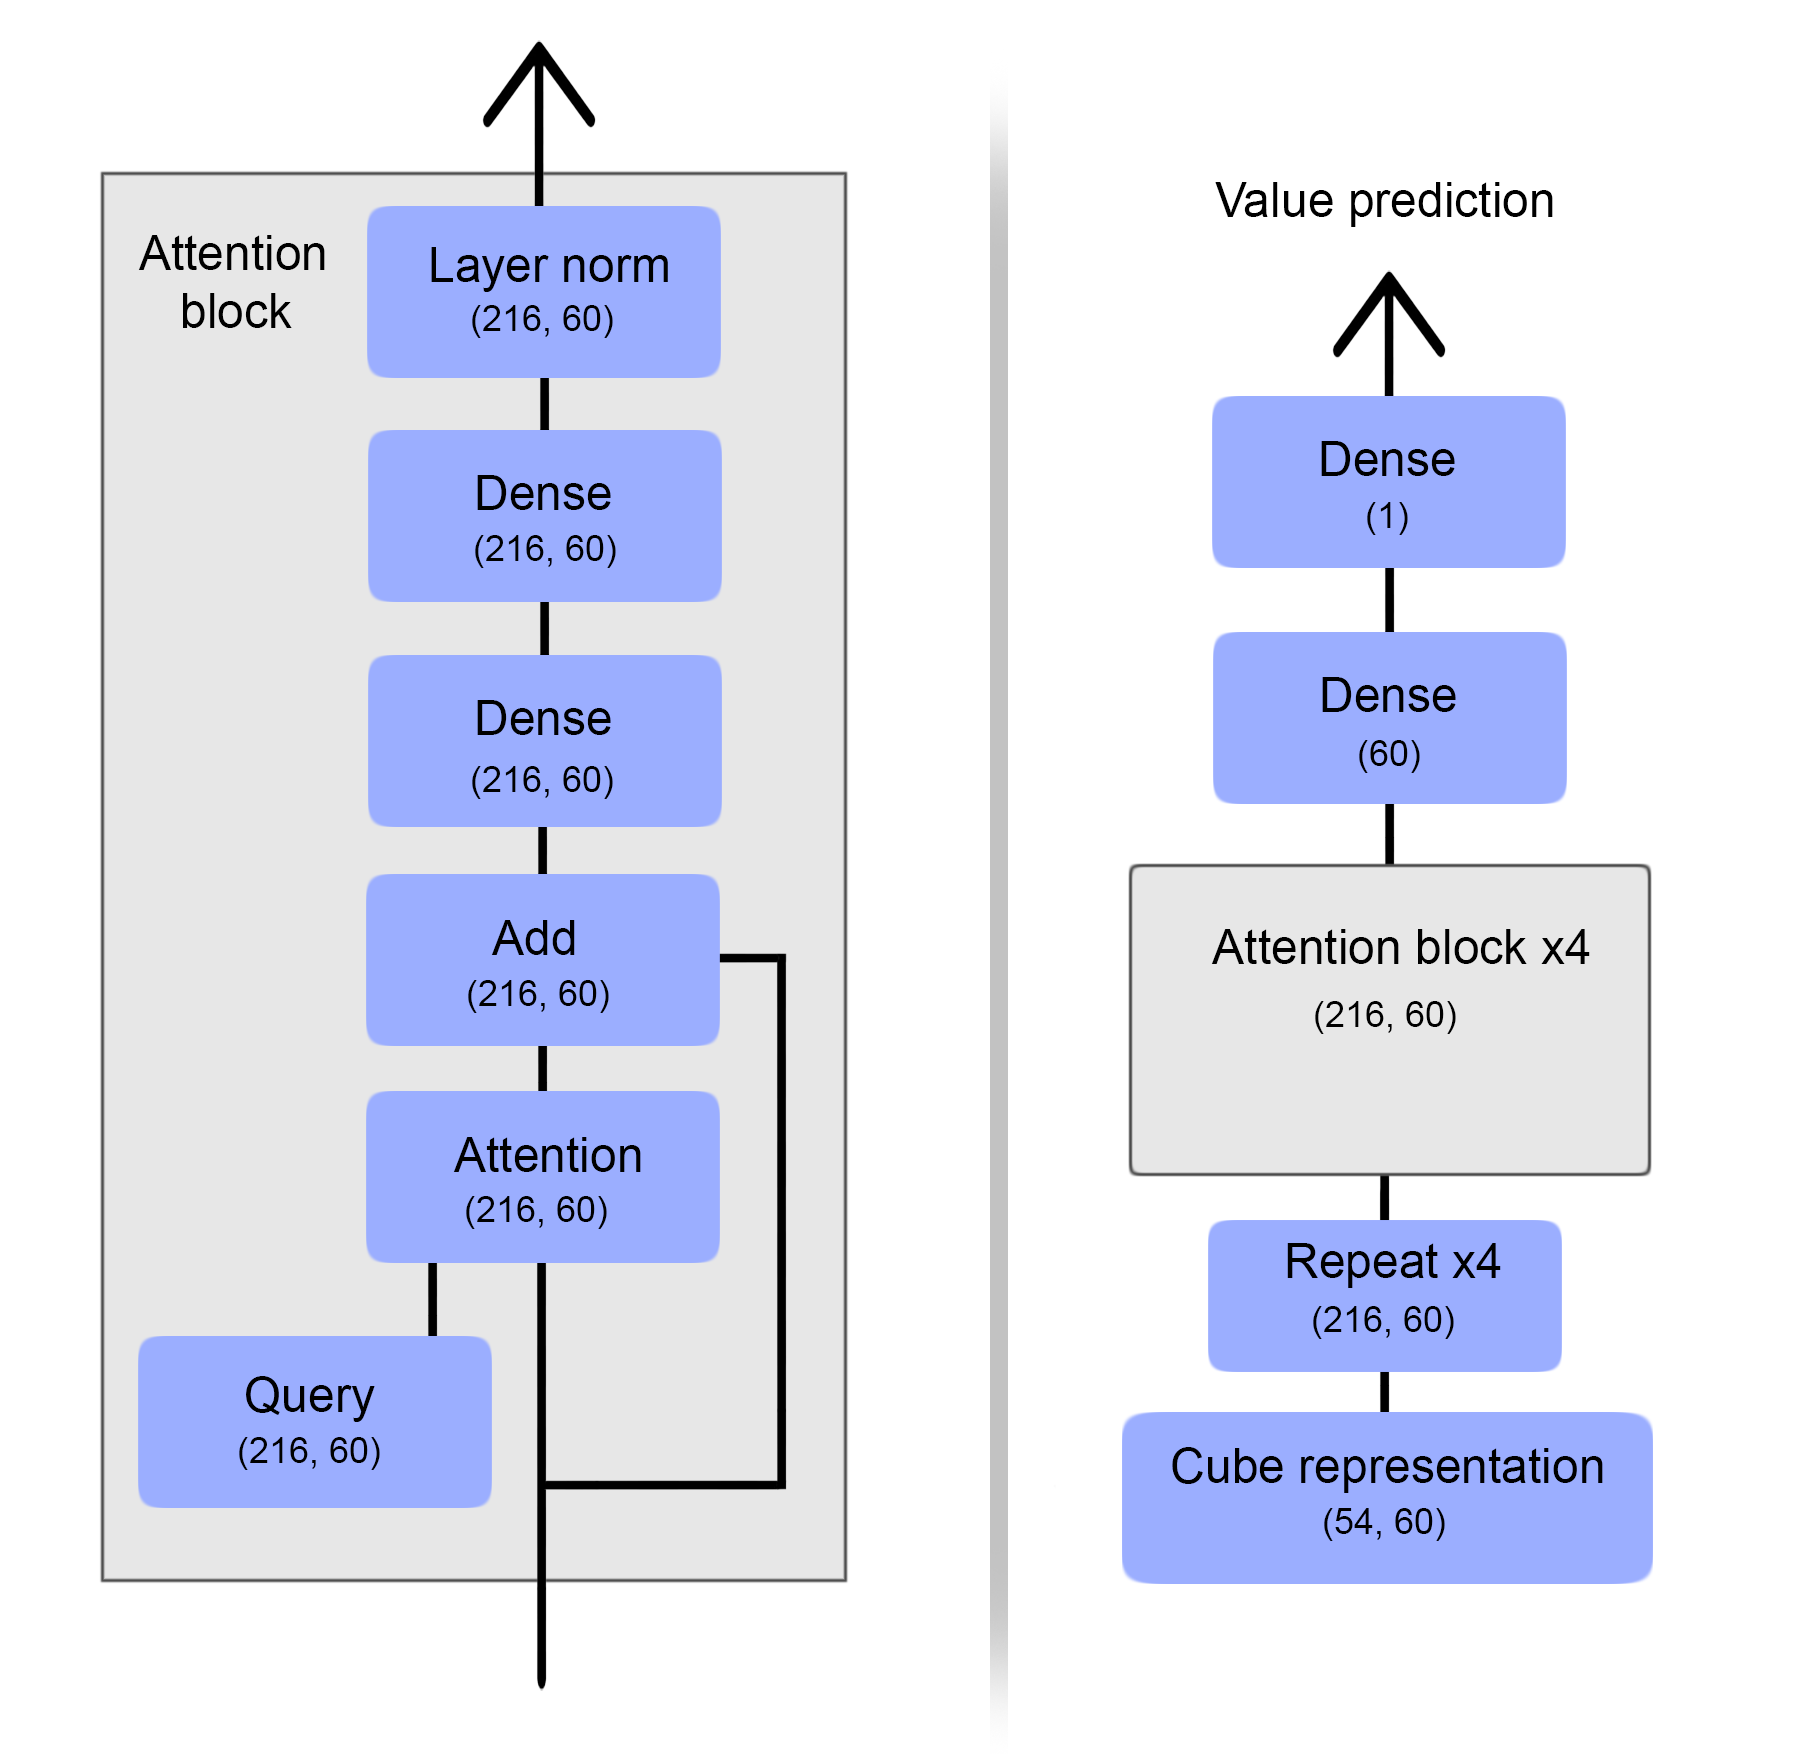 Attention
block
Layer norm
(216, 60)
Dense
(216, 60)
Dense
(216, 60)
Add
(216, 60)
Attention
(216, 60)
Query
(216, 60)
Value prediction
Dense
(1)
Dense
(60)
Attention block x4
(216, 60)
Repeat x4
(216, 60)
Cube representation
(54, 60)